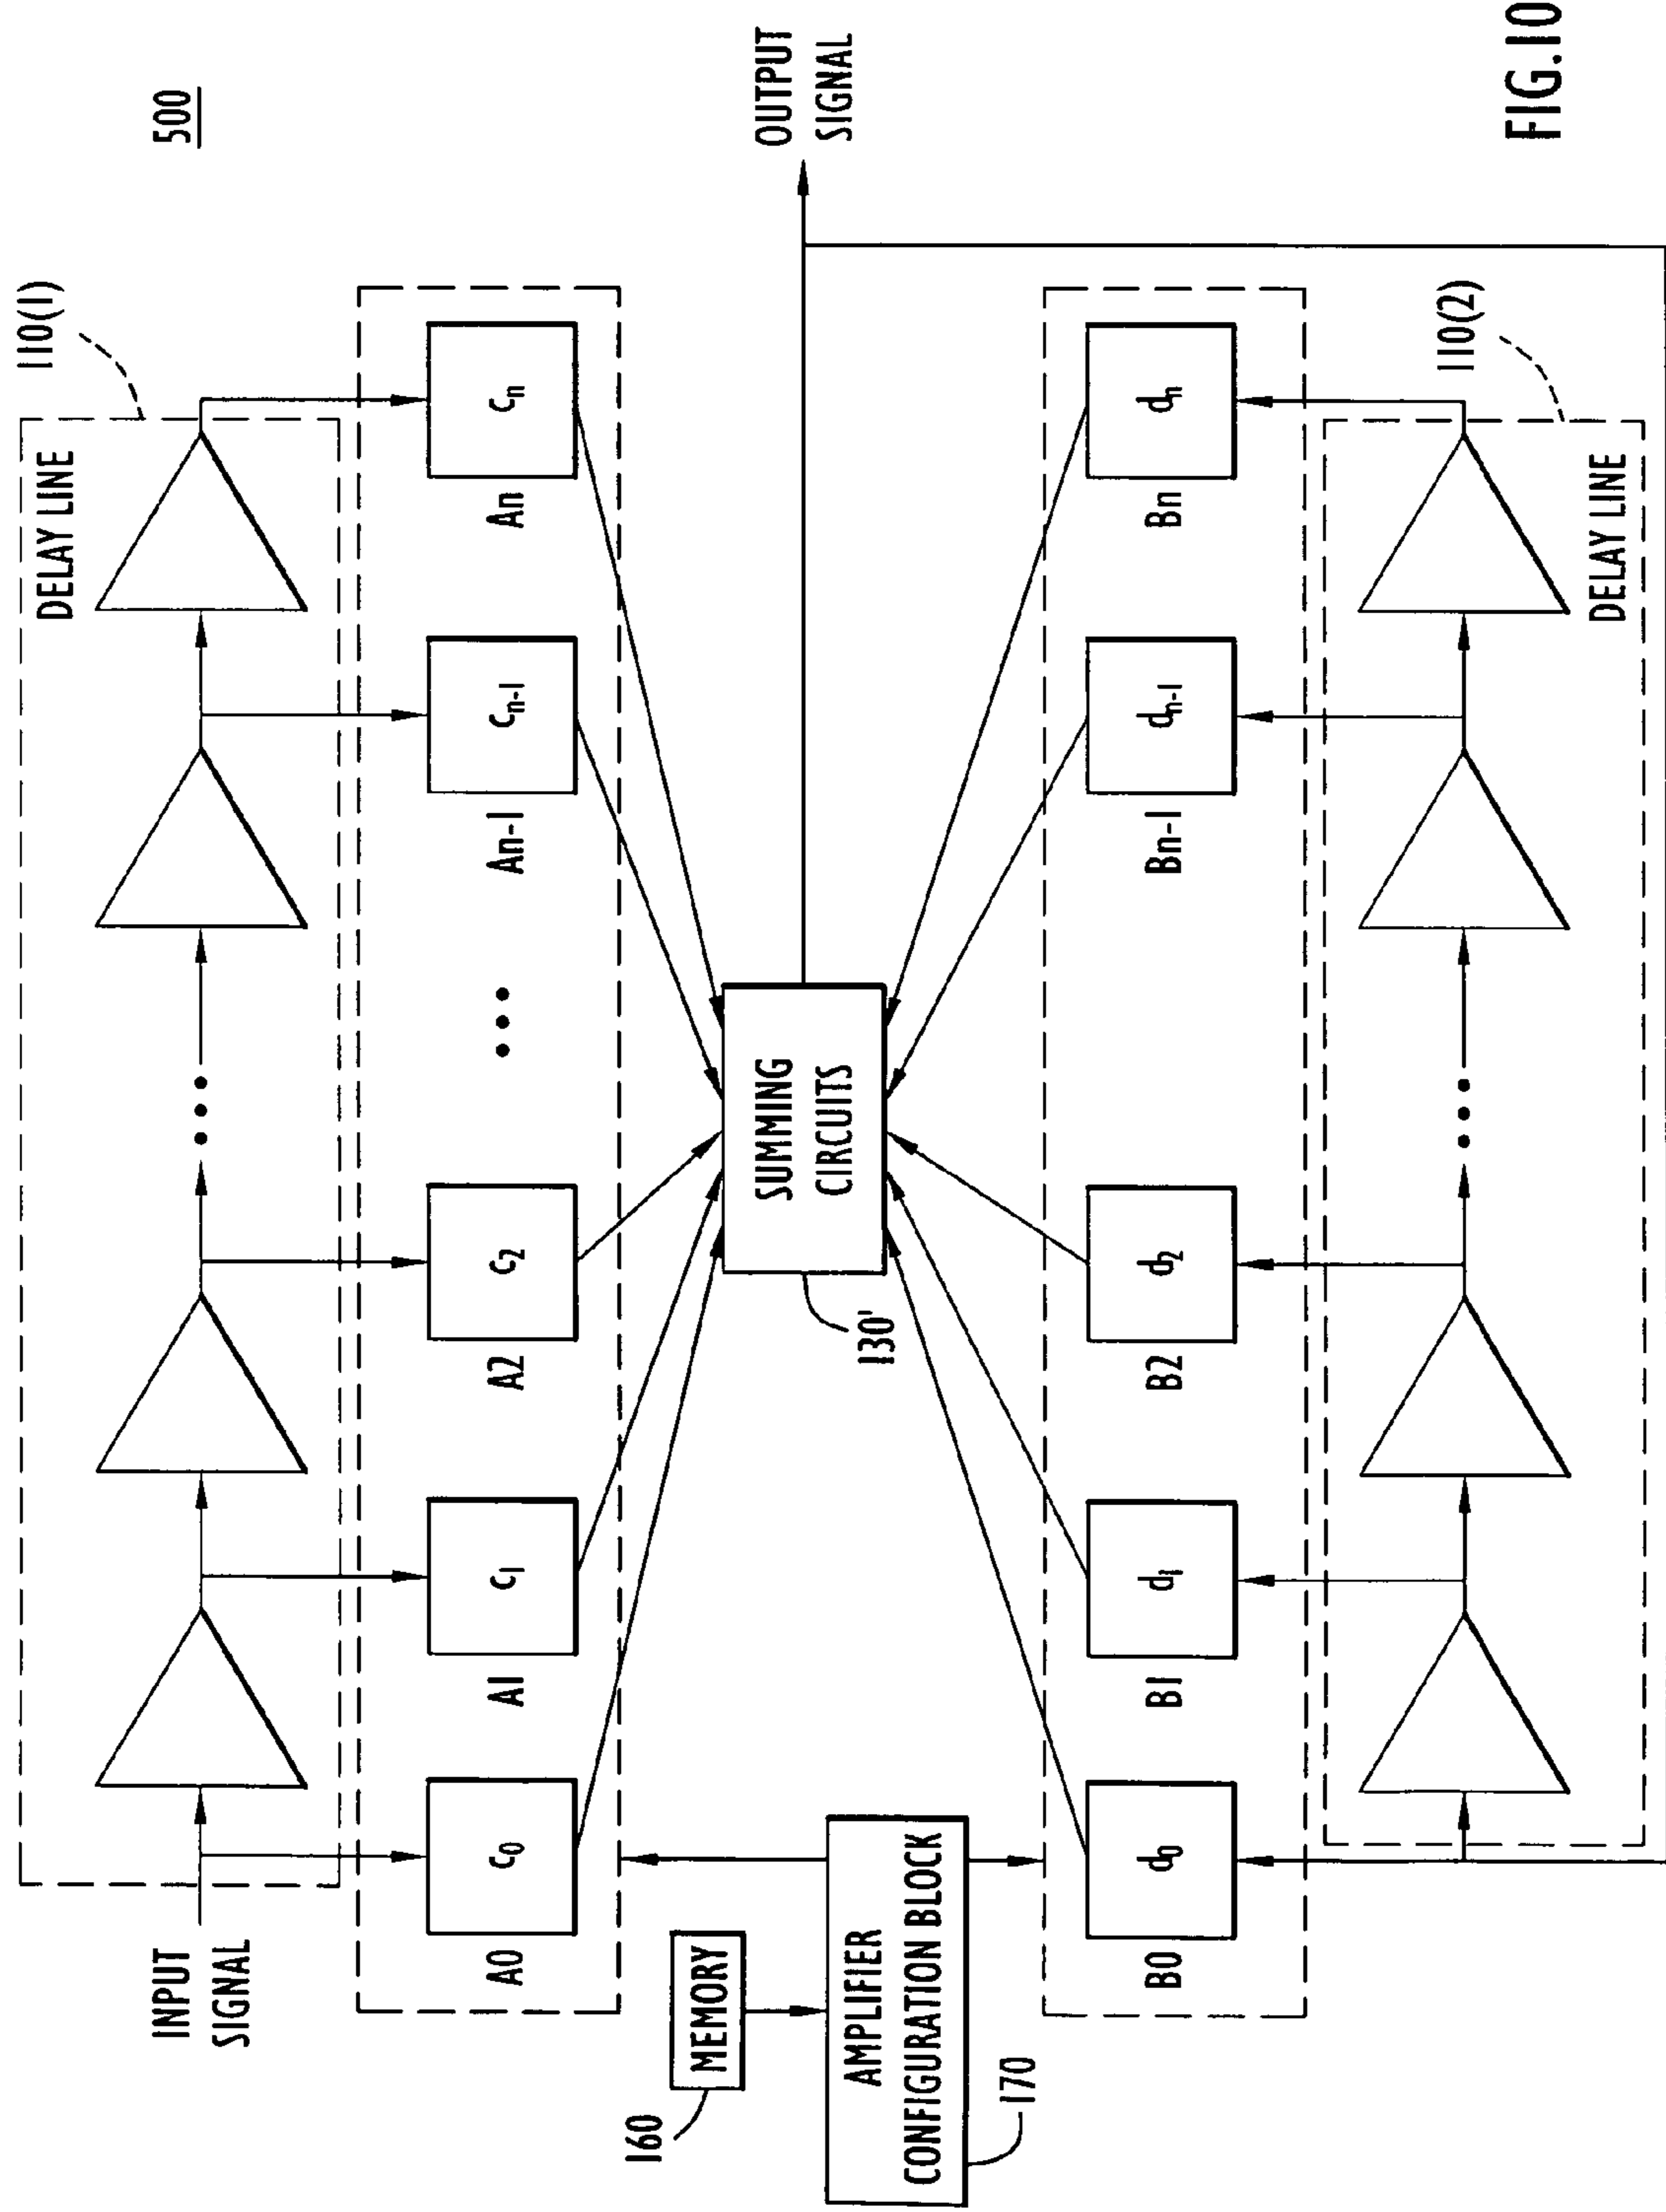 500
110(1)
DELAY LINE
INPUT
SIGNAL
c0
c1
c2
cn-1
cn
A0
A1
A2
•••
An-1
An
160
MEMORY
AMPLIFIER
CONFIGURATION BLOCK
170
SUMMING
CIRCUITS
130'
OUTPUT
SIGNAL
d0
d1
d2
dn-1
dn
B0
B1
B2
Bn-1
Bn
110(2)
DELAY LINE
FIG.10